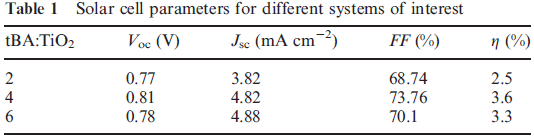 Table 1 Solar cell parameters for different systems of interest
tBA:TiO₂ Voc (V) Jsc (mA cm⁻²) FF (%) η (%)
2 0.77 3.82 68.74 2.5
4 0.81 4.82 73.76 3.6
6 0.78 4.88 70.1 3.3